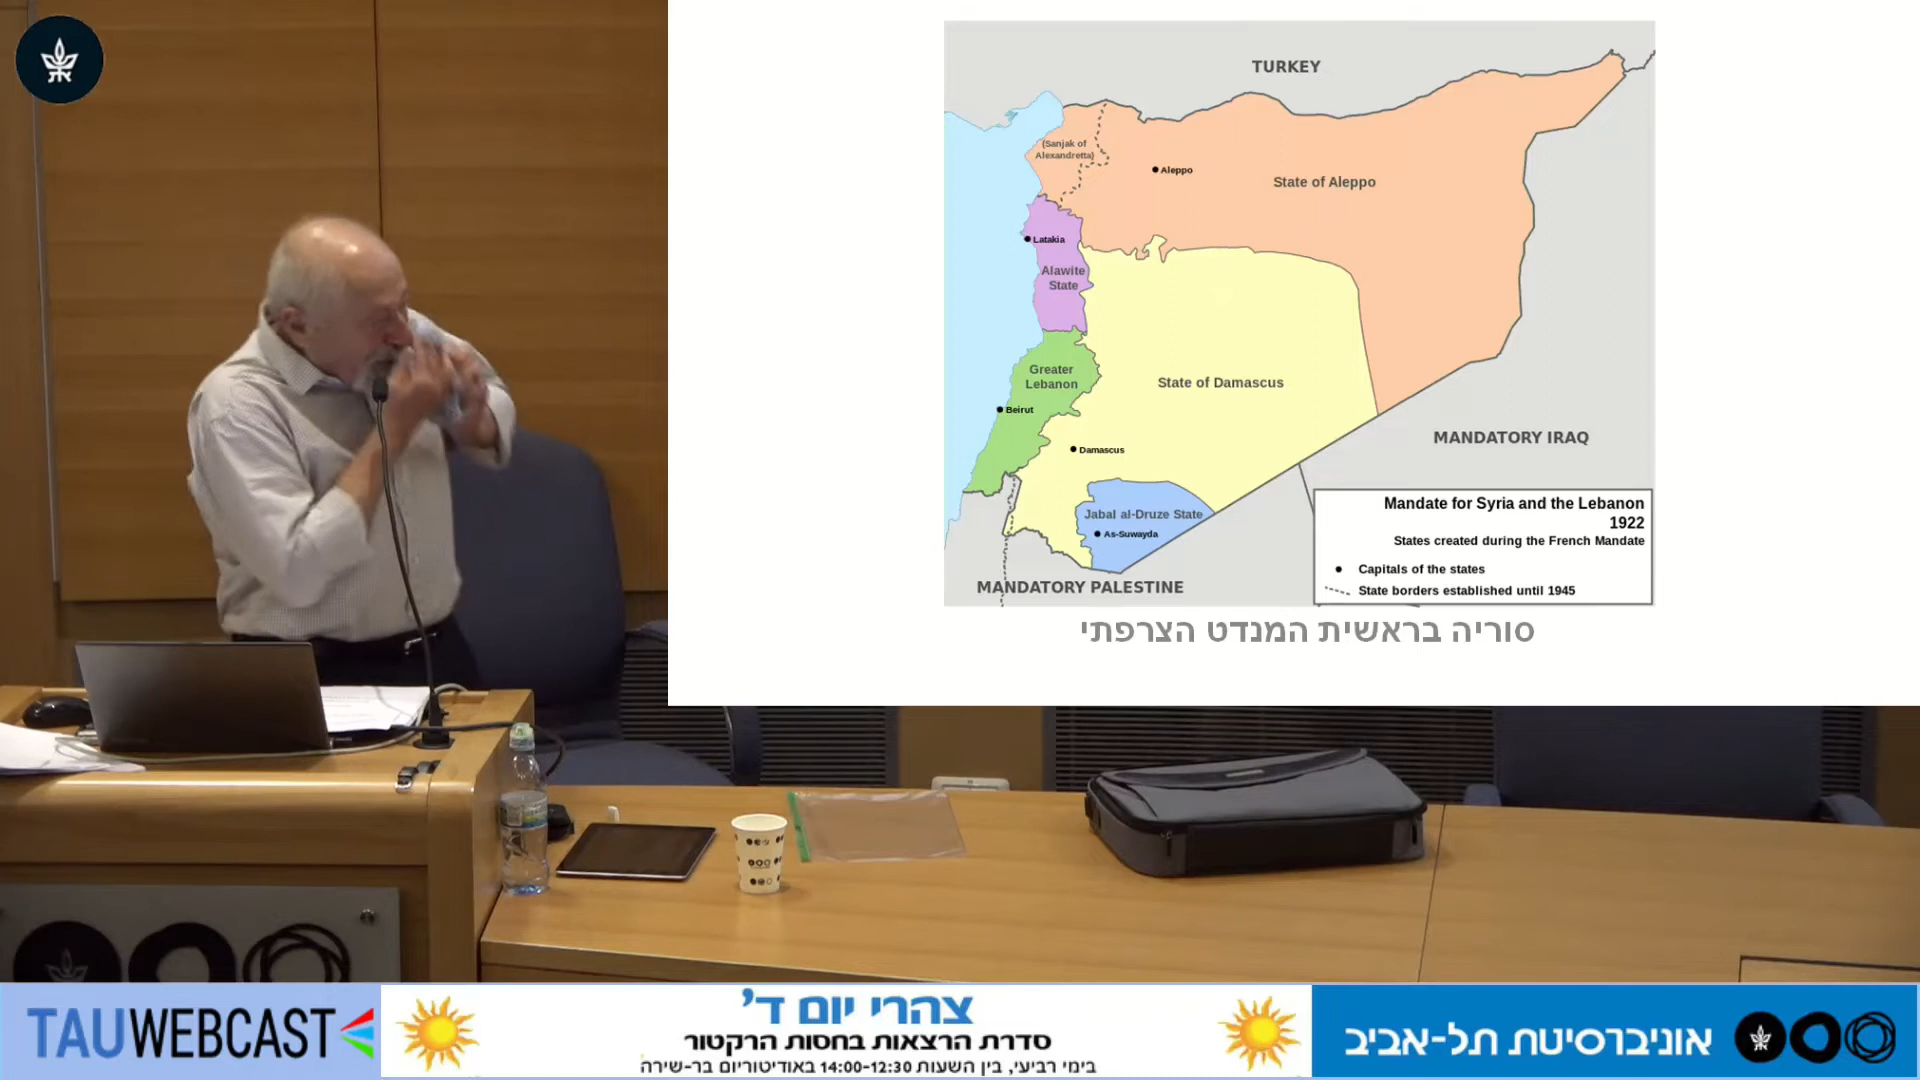 TURKEY
(Sanjak of
Alexandretta)
Aleppo
State of Aleppo
Latakia
Alawite
State
Greater
Lebanon
State of Damascus
Beirut
MANDATORY IRAQ
Damascus
Mandate for Syria and the Lebanon
1922
Jabal al-Druze State
As-Suwayda
States created during the French Mandate
Capitals of the states
MANDATORY PALESTINE
State borders established until 1945
סוריה בראשית המנדט הצרפתי
TAUWEBCAST
צהרי יום ד'
סדרת הרצאות בחסות הרקטור
בימי רביעי, בין השעות 14:00-12:30 באודיטוריום בר-שירה
אוניברסיטת תל-אביב